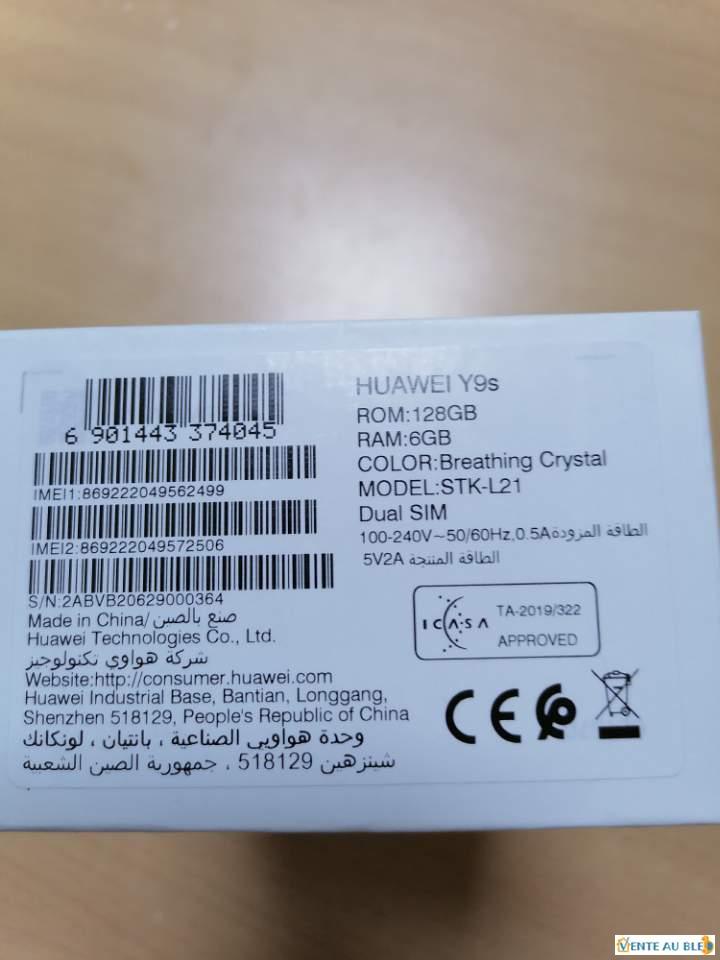 6 901443 374045
IMEI1:869222049562499
IMEI2:869222049572506
S/N:2ABVB20629000364
Made in China/صنع بالصين
Huawei Technologies Co., Ltd.
شركة هواوي تكنولوجيز
Website:http://consumer.huawei.com
Huawei Industrial Base, Bantian, Longgang,
Shenzhen 518129, People's Republic of China
وحدة هواويى الصناعية ، بانتيان ، لونكانك
شينزهين 518129 ، جمهورية الصين الشعبية
HUAWEI Y9s
ROM:128GB
RAM:6GB
COLOR:Breathing Crystal
MODEL:STK-L21
Dual SIM
100-240V~50/60Hz,0.5A الطاقة المزودة
5V2A الطاقة المنتجة
ICASA
TA-2019/322
APPROVED
CE
VENTE AU BLED